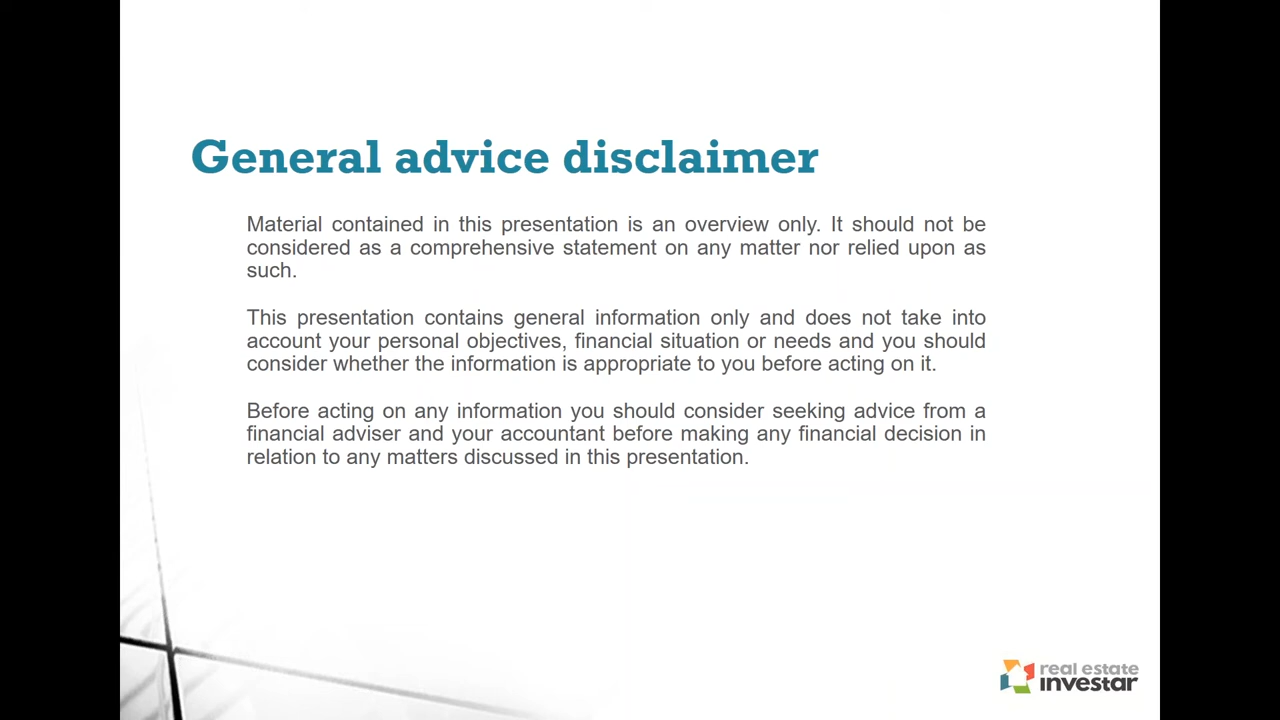 General advice disclaimer
Material contained in this presentation is an overview only. It should not be
considered as a comprehensive statement on any matter nor relied upon as
such.
This presentation contains general information only and does not take into
account your personal objectives, financial situation or needs and you should
consider whether the information is appropriate to you before acting on it.
Before acting on any information you should consider seeking advice from a
financial adviser and your accountant before making any financial decision in
relation to any matters discussed in this presentation.
real estate
investar